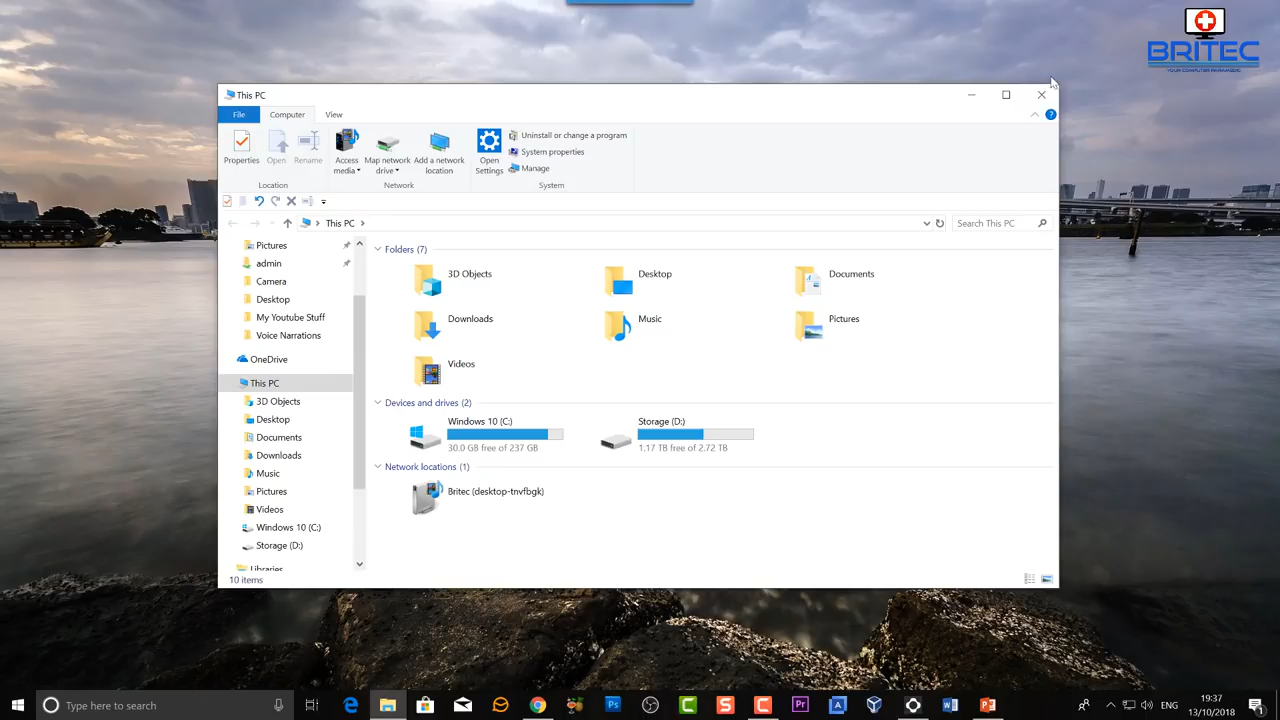 BRITEC
YOUR COMPUTER PARAMEDIC
This PC
File
Computer
View
Properties
Open
Rename
Access media
Map network drive
Add a network location
Open Settings
Uninstall or change a program
System properties
Manage
Location
Network
System
This PC
Search This PC
Pictures
admin
Camera
Desktop
My Youtube Stuff
Voice Narrations
OneDrive
This PC
3D Objects
Desktop
Documents
Downloads
Music
Pictures
Videos
Windows 10 (C:)
Storage (D:)
Libraries
Folders (7)
3D Objects
Desktop
Documents
Downloads
Music
Pictures
Videos
Devices and drives (2)
Windows 10 (C:)
30.0 GB free of 237 GB
Storage (D:)
1.17 TB free of 2.72 TB
Network locations (1)
Britec (desktop-tnvfbgk)
10 items
Type here to search
19:37
13/10/2018